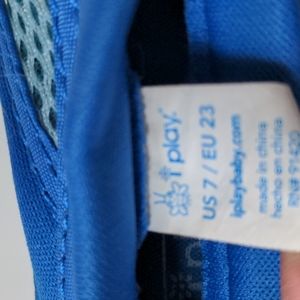 i play.
US 7 / EU 23
iplaybaby.com
made in china
hecho en china